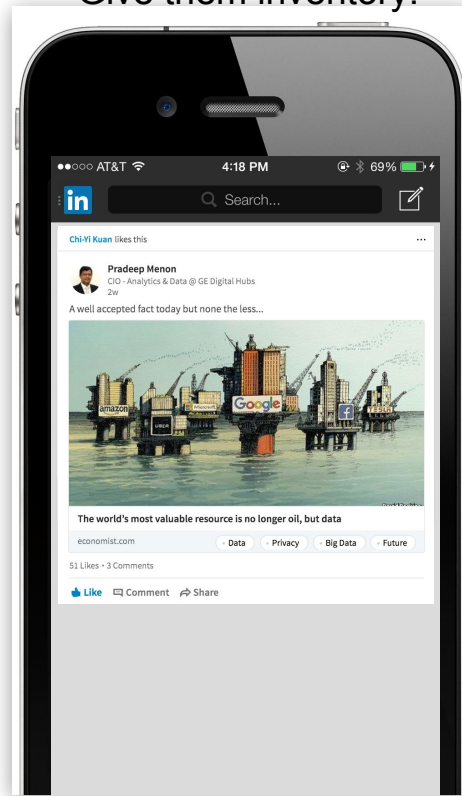 Give them inventory.
AT&T 4:18 PM 69%
in Search...
Chi-Yi Kuan likes this ...
Pradeep Menon
CIO - Analytics & Data @ GE Digital Hubs
2w
A well accepted fact today but none the less...
amazon UBER Microsoft Google f TESLA
The world's most valuable resource is no longer oil, but data
economist.com Data Privacy Big Data Future
51 Likes • 3 Comments
Like Comment Share